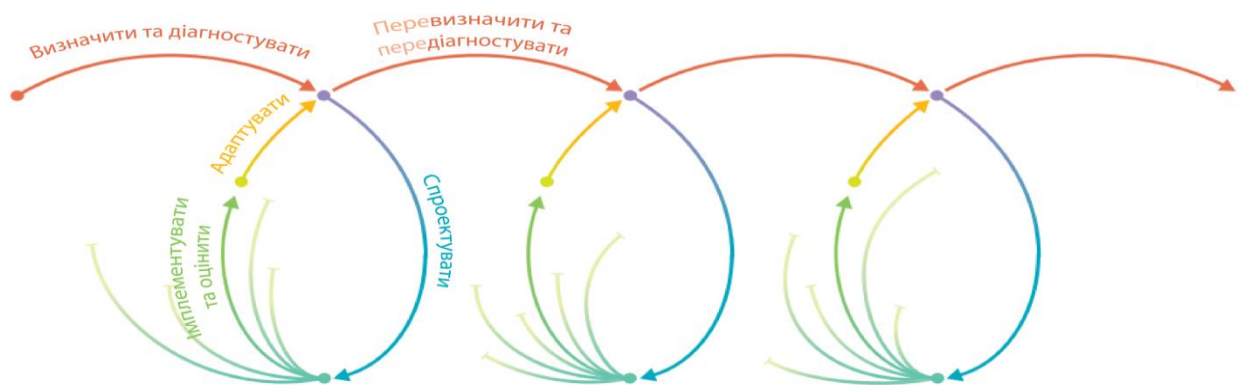 Визначити та діагностувати
Перевизначити та
передіагностувати
Адаптувати
Спроектувати
Імплементувати
та оцінити